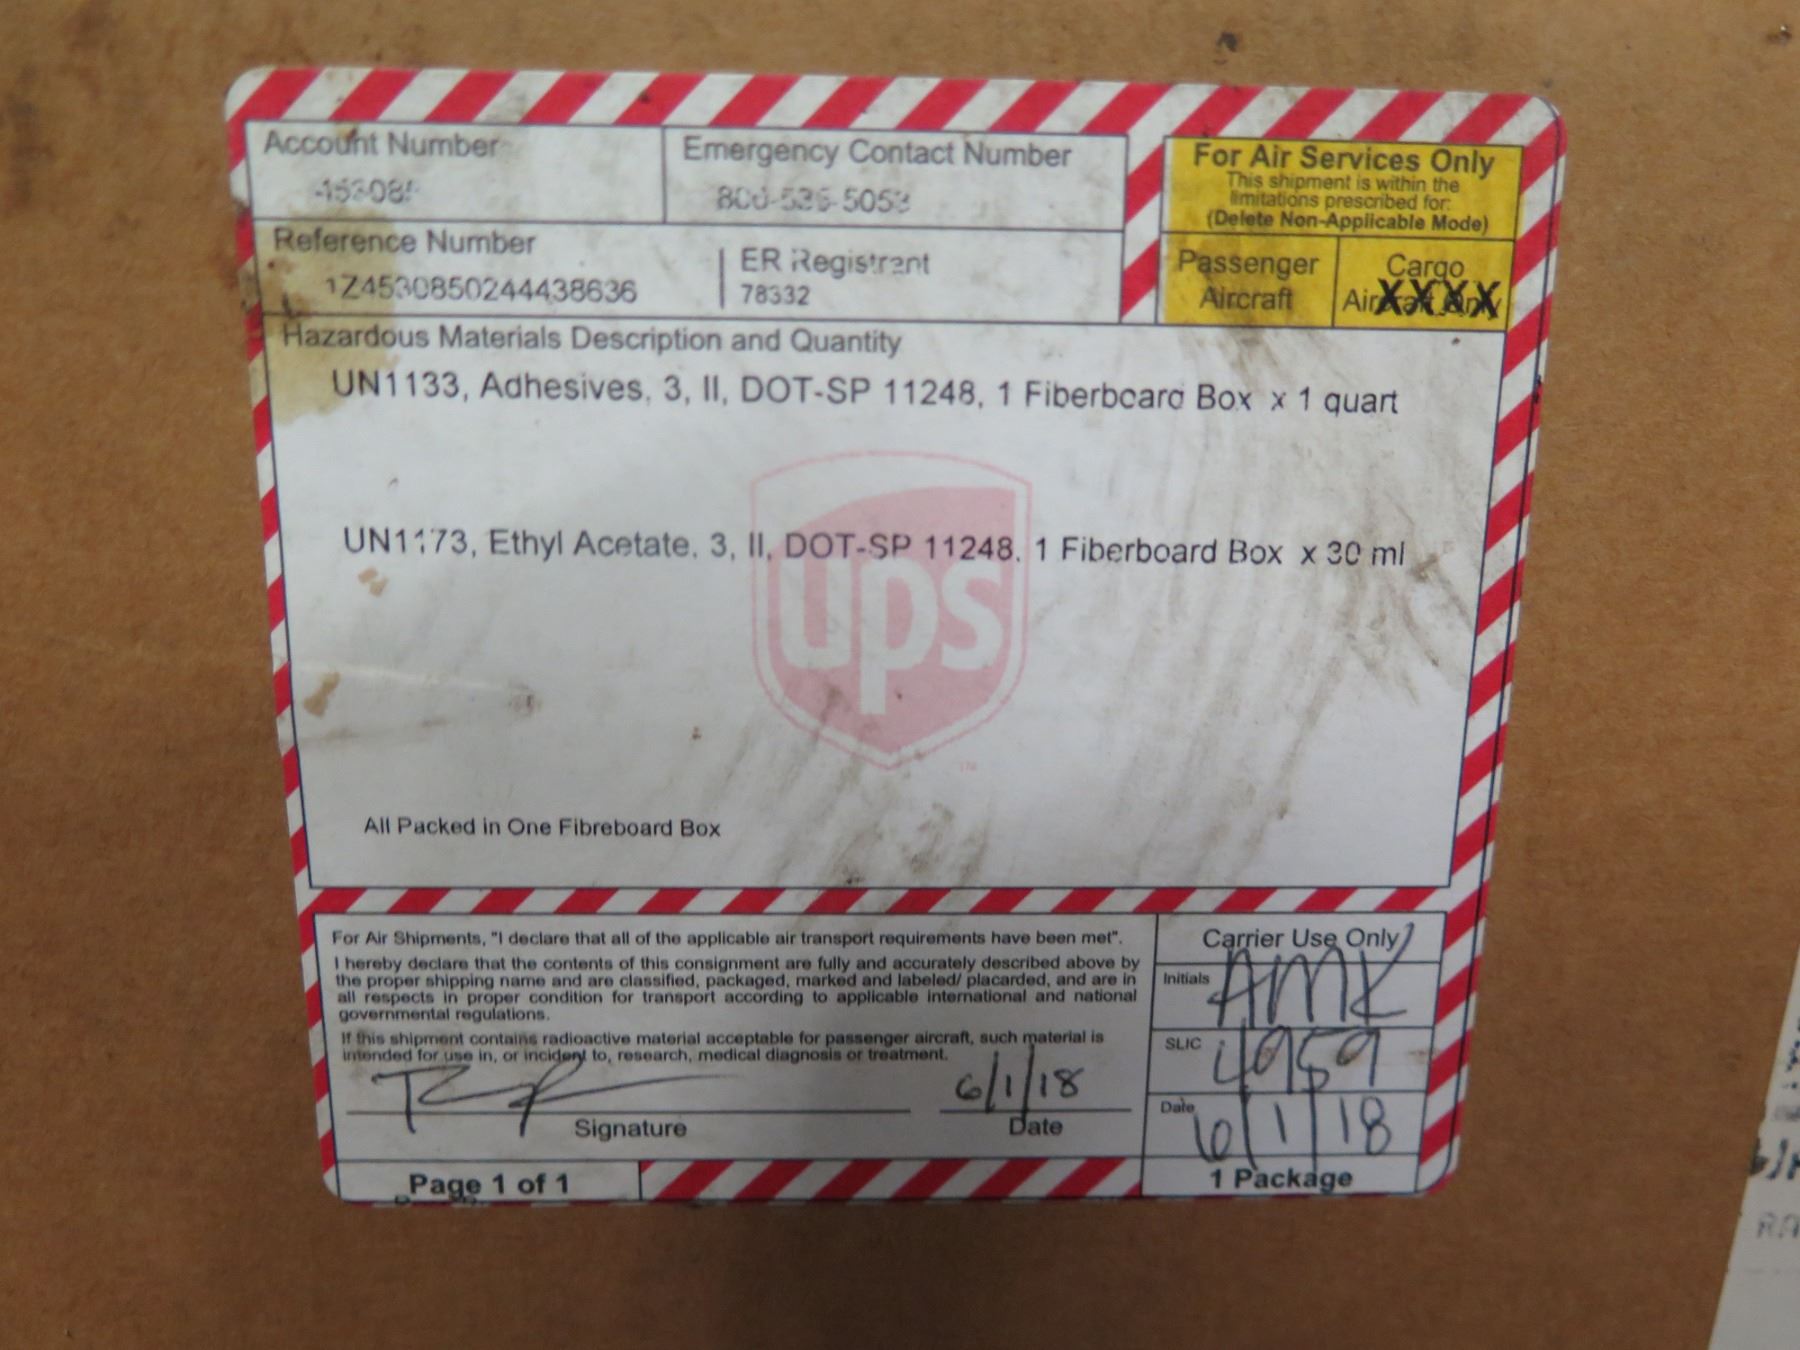 Account Number
Emergency Contact Number
800-535-5053
Reference Number
1Z4530850244438636
ER Registrant
78332
For Air Services Only
This shipment is within the
limitations prescribed for:
(Delete Non-Applicable Mode)
Passenger
Aircraft
Cargo
Aircraft Only
XXXX
Hazardous Materials Description and Quantity
UN1133, Adhesives, 3, II, DOT-SP 11248, 1 Fiberboard Box x 1 quart
UN1173, Ethyl Acetate, 3, II, DOT-SP 11248, 1 Fiberboard Box x 30 ml
ups
All Packed in One Fibreboard Box
For Air Shipments, "I declare that all of the applicable air transport requirements have been met".
I hereby declare that the contents of this consignment are fully and accurately described above by
the proper shipping name and are classified, packaged, marked and labeled/ placarded, and are in
all respects in proper condition for transport according to applicable international and national
governmental regulations.
If this shipment contains radioactive material acceptable for passenger aircraft, such material is
intended for use in, or incident to, research, medical diagnosis or treatment.
6/1/18
Signature
Date
Carrier Use Only
Initials AMK
SLIC 4959
Date 6/1/18
Page 1 of 1
1 Package